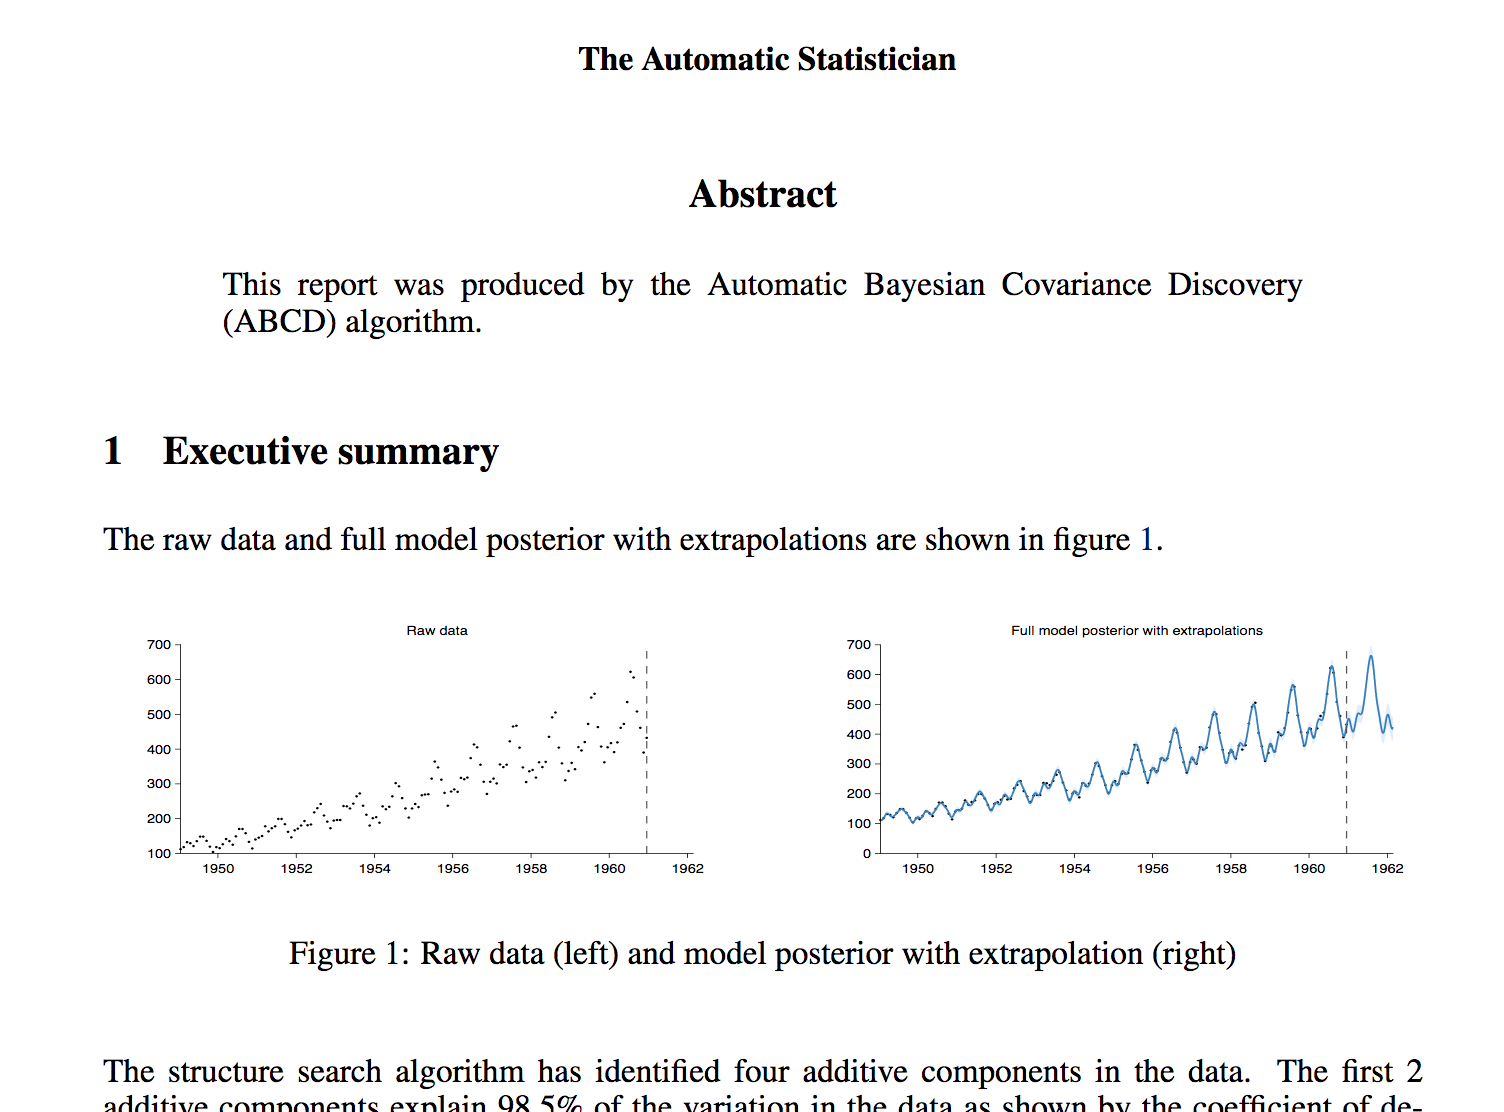 The Automatic Statistician
Abstract
This report was produced by the Automatic Bayesian Covariance Discovery
(ABCD) algorithm.
1 Executive summary
The raw data and full model posterior with extrapolations are shown in figure 1.
Raw data
700
600
500
400
300
200
100
1950 1952 1954 1956 1958 1960 1962
Full model posterior with extrapolations
700
600
500
400
300
200
100
0
1950 1952 1954 1956 1958 1960 1962
Figure 1: Raw data (left) and model posterior with extrapolation (right)
The structure search algorithm has identified four additive components in the data. The first 2
additive components explain 98.5% of the variation in the data as shown by the coefficient of de-